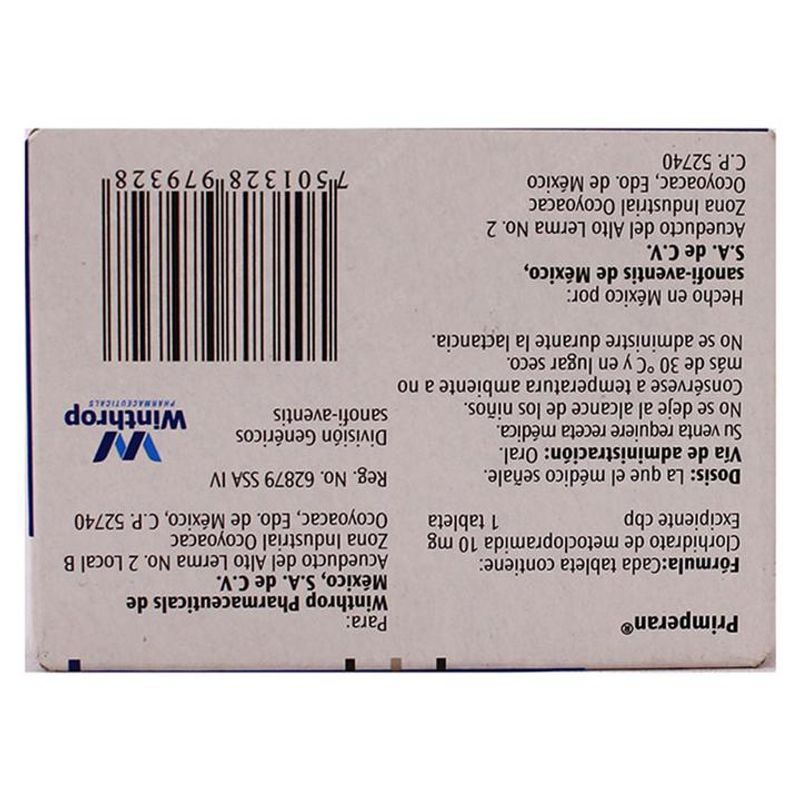 Primperan®
Fórmula: Cada tableta contiene:
Clorhidrato de metoclopramida 10 mg
Excipiente cbp 1 tableta
Dosis: La que el médico señale.
Vía de administración: Oral.
Su venta requiere receta médica.
No se deje al alcance de los niños.
Consérvese a temperatura ambiente a no
más de 30 °C y en lugar seco.
No se administre durante la lactancia.
Hecho en México por:
sanofi-aventis de México,
S.A. de C.V.
Acueducto del Alto Lerma No. 2
Zona Industrial Ocoyoacac
Ocoyoacac, Edo. de México
C.P. 52740
Para:
Winthrop Pharmaceuticals de
México, S.A. de C.V.
Acueducto del Alto Lerma No. 2 Local B
Zona Industrial Ocoyoacac
Ocoyoacac, Edo. de México, C.P. 52740
Reg. No. 62879 SSA IV
División Genéricos
sanofi-aventis
Winthrop
PHARMACEUTICALS
7 501328 979328